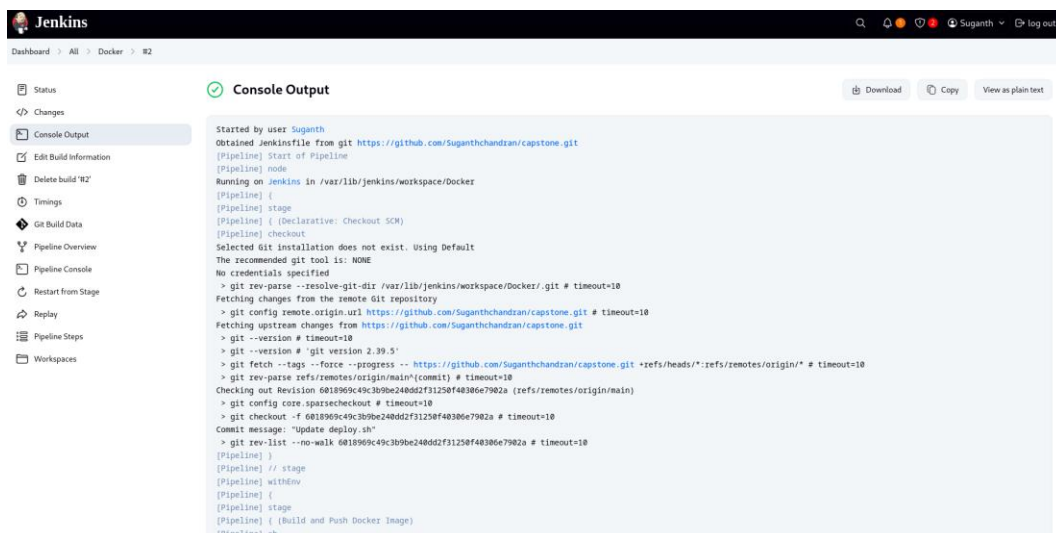 Jenkins
1
2
Suganth
log out
Dashboard > All > Docker > #2
Status
Changes
Console Output
Edit Build Information
Delete build '#2'
Timings
Git Build Data
Pipeline Overview
Pipeline Console
Restart from Stage
Replay
Pipeline Steps
Workspaces
Console Output
Download
Copy
View as plain text
Started by user Suganth
Obtained Jenkinsfile from git https://github.com/Suganthchandran/capstone.git
[Pipeline] Start of Pipeline
[Pipeline] node
Running on Jenkins in /var/lib/jenkins/workspace/Docker
[Pipeline] {
[Pipeline] stage
[Pipeline] { (Declarative: Checkout SCM)
[Pipeline] checkout
Selected Git installation does not exist. Using Default
The recommended git tool is: NONE
No credentials specified
> git rev-parse --resolve-git-dir /var/lib/jenkins/workspace/Docker/.git # timeout=10
Fetching changes from the remote Git repository
> git config remote.origin.url https://github.com/Suganthchandran/capstone.git # timeout=10
Fetching upstream changes from https://github.com/Suganthchandran/capstone.git
> git --version # timeout=10
> git --version # 'git version 2.39.5'
> git fetch --tags --force --progress -- https://github.com/Suganthchandran/capstone.git +refs/heads/*:refs/remotes/origin/* # timeout=10
> git rev-parse refs/remotes/origin/main^{commit} # timeout=10
Checking out Revision 6018969c49c3b9be240dd2f31250f40306e7902a (refs/remotes/origin/main)
> git config core.sparsecheckout # timeout=10
> git checkout -f 6018969c49c3b9be240dd2f31250f40306e7902a # timeout=10
Commit message: "Update deploy.sh"
> git rev-list --no-walk 6018969c49c3b9be240dd2f31250f40306e7902a # timeout=10
[Pipeline] }
[Pipeline] // stage
[Pipeline] withEnv
[Pipeline] {
[Pipeline] stage
[Pipeline] { (Build and Push Docker Image)
[Pipeline] sh